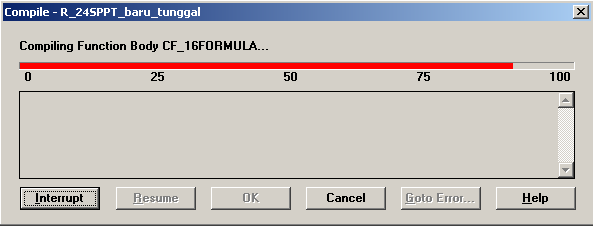 Compile - R_24SPPT_baru_tunggal
Compiling Function Body CF_16FORMULA...
0 25 50 75 100
Interrupt Resume OK Cancel Goto Error... Help